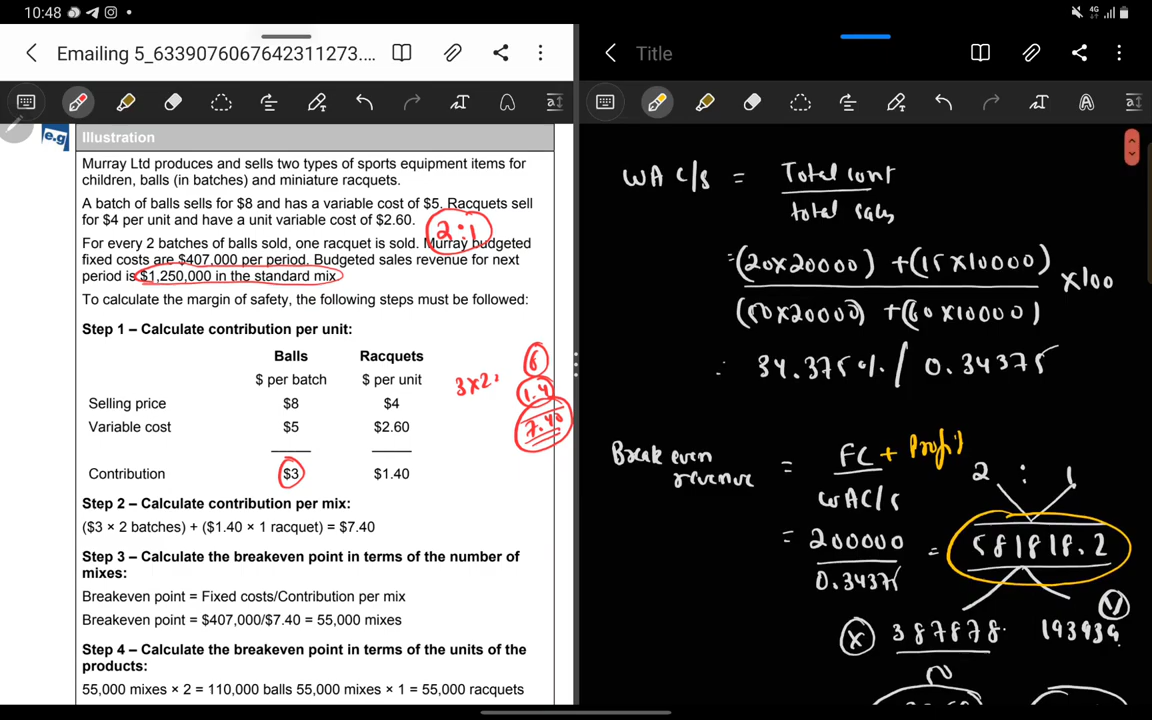 10:48
4G
Emailing 5_6339076067642311273....
Title
e.g
Illustration
Murray Ltd produces and sells two types of sports equipment items for
children, balls (in batches) and miniature racquets.
A batch of balls sells for $8 and has a variable cost of $5. Racquets sell
for $4 per unit and have a unit variable cost of $2.60.
2:1
For every 2 batches of balls sold, one racquet is sold. Murray budgeted
fixed costs are $407,000 per period. Budgeted sales revenue for next
period is $1,250,000 in the standard mix.
To calculate the margin of safety, the following steps must be followed:
Step 1 – Calculate contribution per unit:
Balls Racquets
$ per batch $ per unit
Selling price $8 $4
Variable cost $5 $2.60
Contribution $3 $1.40
3x2
6
1.4
7.40
Step 2 – Calculate contribution per mix:
($3 × 2 batches) + ($1.40 × 1 racquet) = $7.40
Step 3 – Calculate the breakeven point in terms of the number of
mixes:
Breakeven point = Fixed costs/Contribution per mix
Breakeven point = $407,000/$7.40 = 55,000 mixes
Step 4 – Calculate the breakeven point in terms of the units of the
products:
55,000 mixes × 2 = 110,000 balls 55,000 mixes × 1 = 55,000 racquets
WA C/S = Total cont
total sales
= (20x20000) + (15x10000) x100
(50x20000) + (60x10000)
34.375% / 0.34375
Break even
revenue = FC + Profit
WAC/S
2 : 1
= 200000 = 581818.2
0.34375
x 387878. 193939